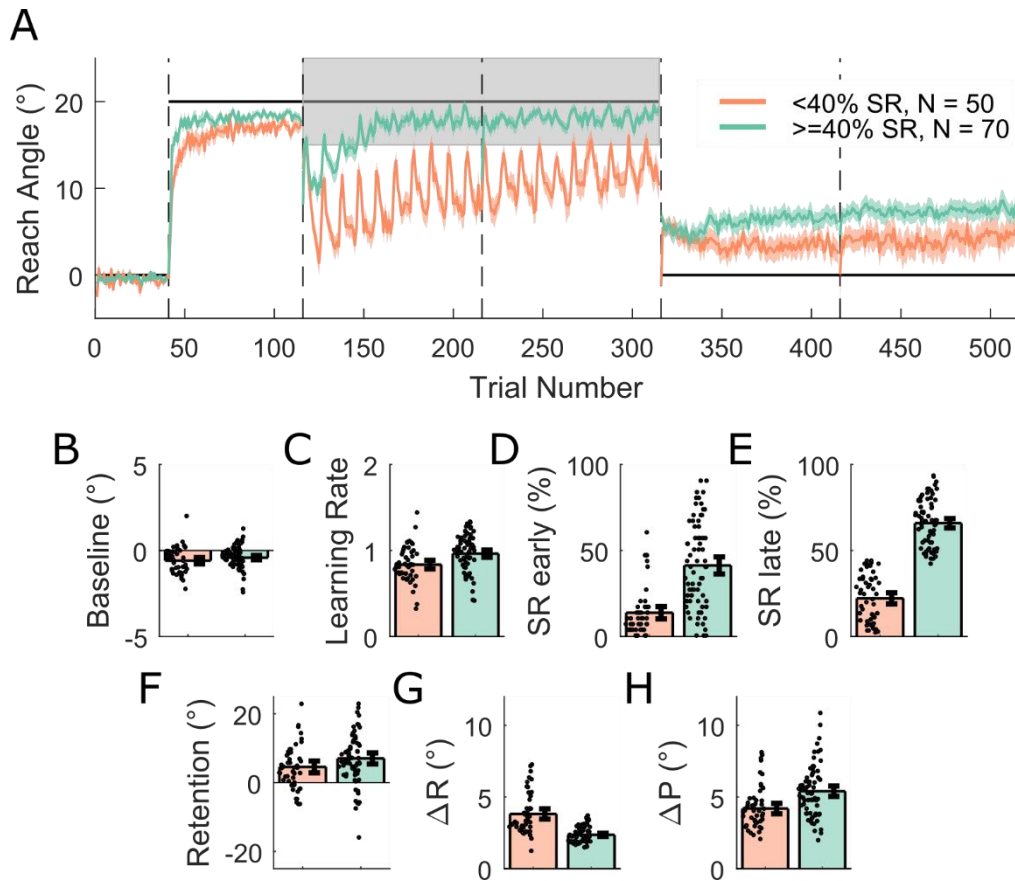 A
Reach Angle (°)
20
10
0
<40% SR, N = 50
>=40% SR, N = 70
0 50 100 150 200 250 300 350 400 450 500
Trial Number
B
Baseline (°)
5
0
-5
C
Learning Rate
2
1
0
D
SR early (%)
100
50
0
E
SR late (%)
100
50
0
F
Retention (°)
20
0
-20
G
ΔR (°)
10
5
0
H
ΔP (°)
10
5
0